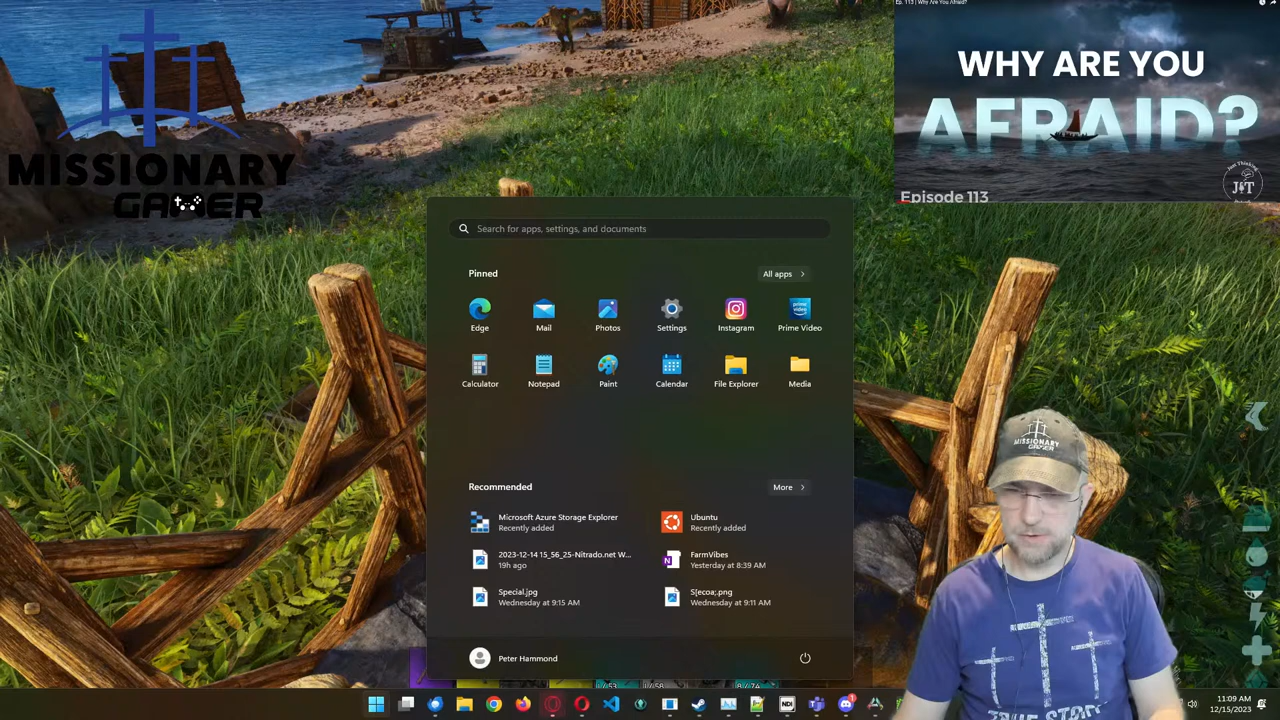 Ep. 113 | Why Are You Afraid?
WHY ARE YOU
AFRAID?
Episode 113
MISSIONARY
GAMER
Search for apps, settings, and documents
Pinned
All apps
Edge
Mail
Photos
Settings
Instagram
Prime Video
Calculator
Notepad
Paint
Calendar
File Explorer
Media
Recommended
More
Microsoft Azure Storage Explorer
Recently added
Ubuntu
Recently added
2023-12-14 15_56_25-Nitrado.net W...
19h ago
FarmVibes
Yesterday at 8:39 AM
Special.jpg
Wednesday at 9:15 AM
S[ecoa;.png
Wednesday at 9:11 AM
Peter Hammond
MISSIONARY
GAMER
TRUE STORY
11:09 AM
12/15/2023